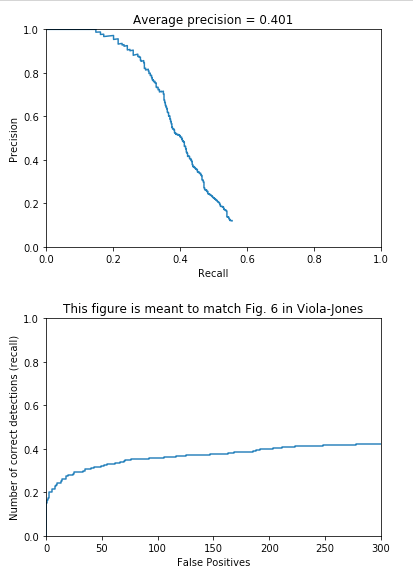 Average precision = 0.401
1.0
0.8
0.6
0.4
0.2
0.0
Precision
0.0 0.2 0.4 0.6 0.8 1.0
Recall
This figure is meant to match Fig. 6 in Viola-Jones
1.0
0.8
0.6
0.4
0.2
0.0
Number of correct detections (recall)
0 50 100 150 200 250 300
False Positives